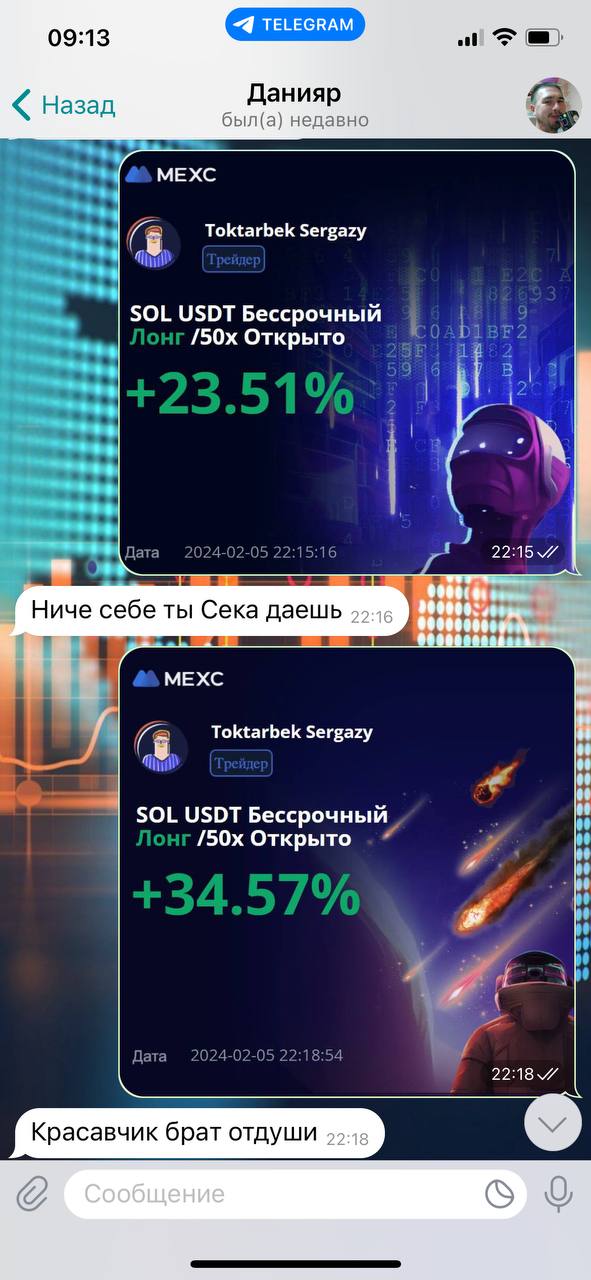 09:13
TELEGRAM
Назад
Данияр
был(а) недавно
MEXC
Toktarbek Sergazy
Трейдер
SOL USDT Бессрочный
Лонг /50x Открыто
+23.51%
Дата 2024-02-05 22:15:16
22:15
Ниче себе ты Сека даешь 22:16
MEXC
Toktarbek Sergazy
Трейдер
SOL USDT Бессрочный
Лонг /50x Открыто
+34.57%
Дата 2024-02-05 22:18:54
22:18
Красавчик брат отдуши 22:18
Сообщение